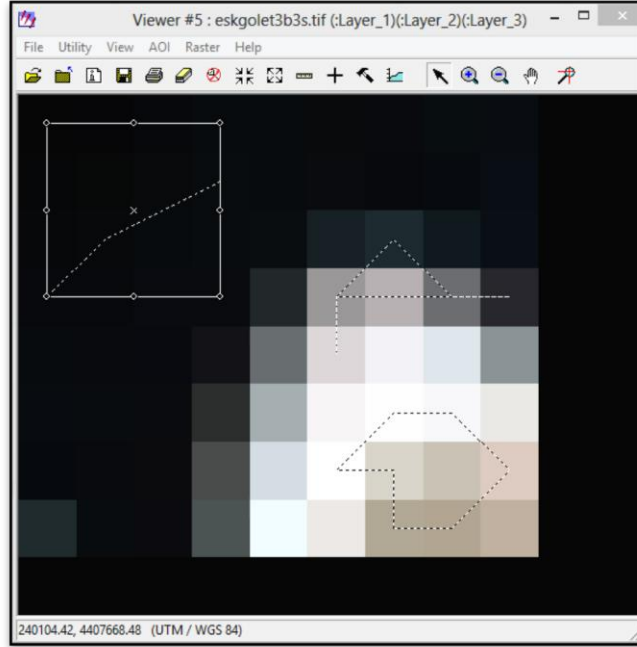 Viewer #5 : eskgolet3b3s.tif (:Layer_1)(:Layer_2)(:Layer_3)
File Utility View AOI Raster Help
240104.42, 4407668.48 (UTM / WGS 84)